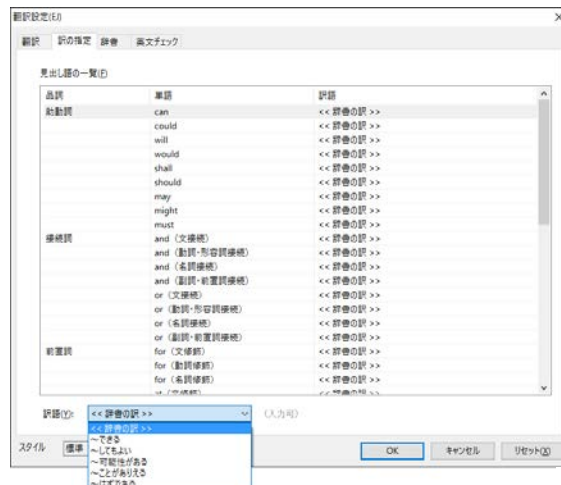 翻訳設定(EJ)
翻訳 訳の指定 辞書 英文チェック
見出し語の一覧(F)
品詞 単語 訳語
助動詞 can << 辞書の訳 >>
could << 辞書の訳 >>
will << 辞書の訳 >>
would << 辞書の訳 >>
shall << 辞書の訳 >>
should << 辞書の訳 >>
may << 辞書の訳 >>
might << 辞書の訳 >>
must << 辞書の訳 >>
接続詞 and（文接続） << 辞書の訳 >>
and（動詞・形容詞接続） << 辞書の訳 >>
and（名詞接続） << 辞書の訳 >>
and（副詞・前置詞接続） << 辞書の訳 >>
or（文接続） << 辞書の訳 >>
or（動詞・形容詞接続） << 辞書の訳 >>
or（名詞接続） << 辞書の訳 >>
or（副詞・前置詞接続） << 辞書の訳 >>
前置詞 for（文修飾） << 辞書の訳 >>
for（動詞修飾） << 辞書の訳 >>
for（名詞修飾） << 辞書の訳 >>
訳語(Y): << 辞書の訳 >> （入力可）
<< 辞書の訳 >>
～できる
～してもよい
～可能性がある
～ことがありえる
～はずである
スタイル 標準 OK キャンセル リセット(X)